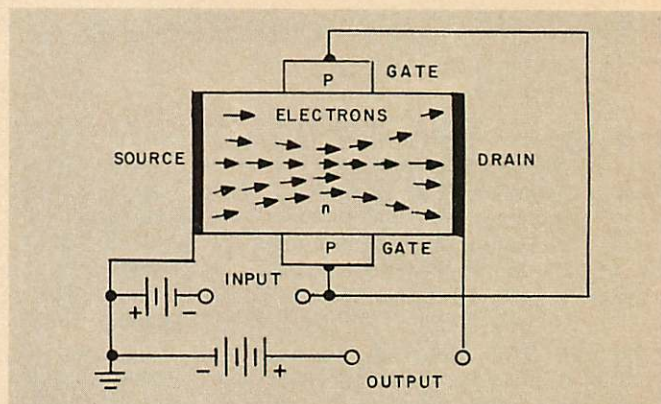 P GATE
ELECTRONS
SOURCE DRAIN
n
P GATE
INPUT
+ -
- +
OUTPUT